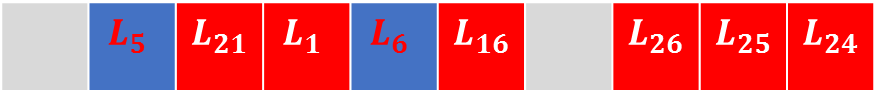 L₅ L₂₁ L₁ L₆ L₁₆ L₂₆ L₂₅ L₂₄